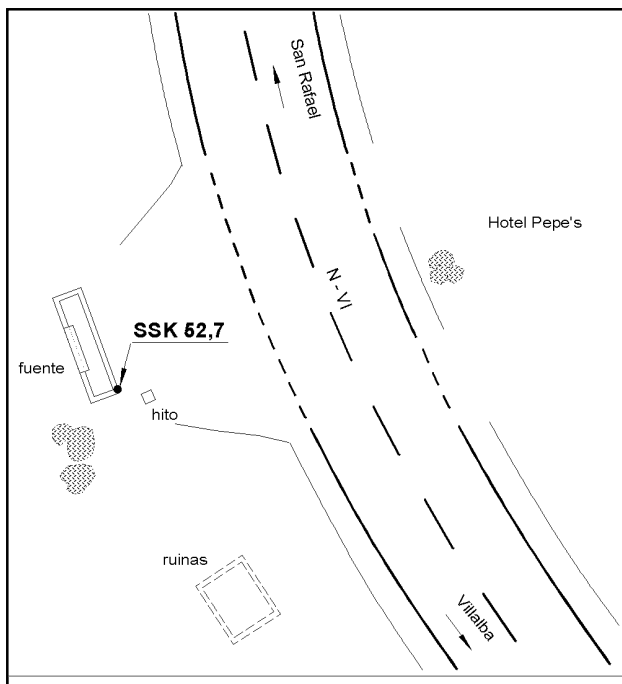 San Rafael
Hotel Pepe's
N - VI
SSK 52,7
fuente
hito
ruinas
Villalba